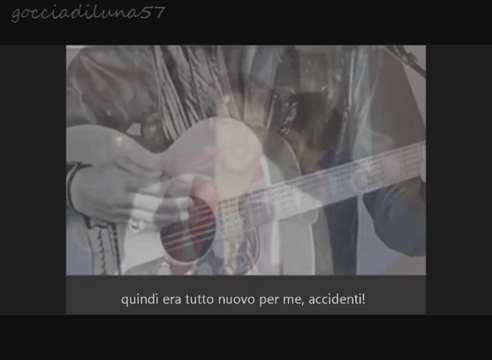 gocciadiluna57
quindi era tutto nuovo per me, accidenti!